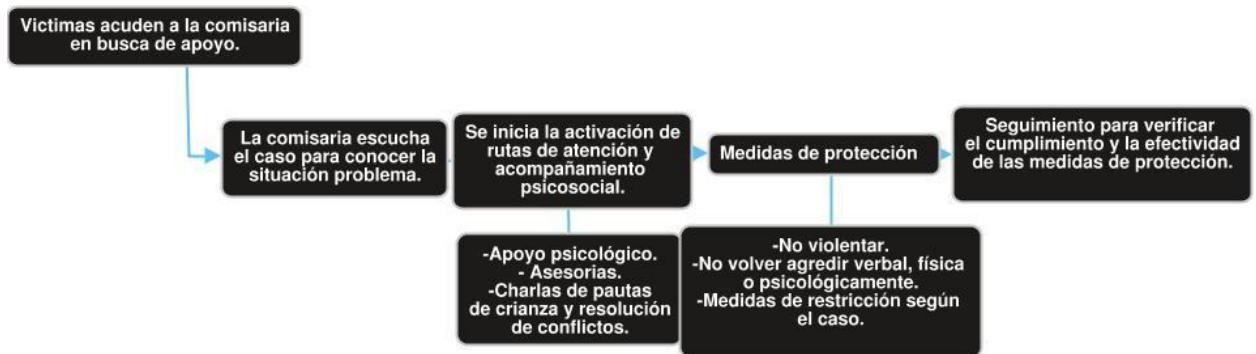 Victimas acuden a la comisaria
en busca de apoyo.
La comisaria escucha
el caso para conocer la
situación problema.
Se inicia la activación de
rutas de atención y
acompañamiento
psicosocial.
Medidas de protección
Seguimiento para verificar
el cumplimiento y la efectividad
de las medidas de protección.
-Apoyo psicológico.
- Asesorias.
-Charlas de pautas
de crianza y resolución
de conflictos.
-No violentar.
-No volver agredir verbal, física
o psicológicamente.
-Medidas de restricción según
el caso.